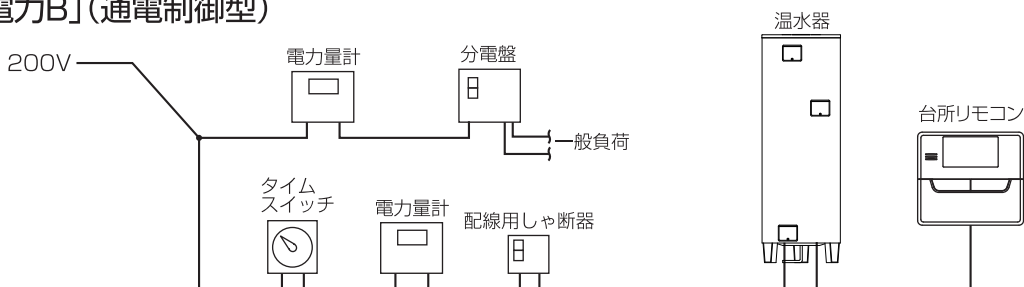 電力B」（通電制御型）
温水器
200V
電力量計
分電盤
台所リモコン
一般負荷
タイム
スイッチ
電力量計
配線用しゃ断器